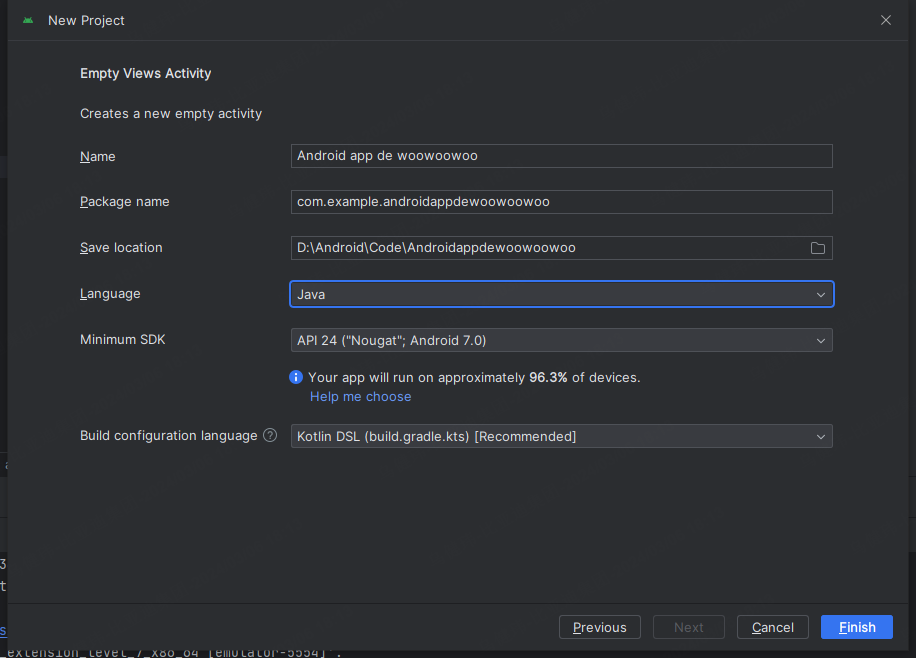 New Project
Empty Views Activity
Creates a new empty activity
Name
Android app de woowoowoo
Package name
com.example.androidappdewoowoowoo
Save location
D:\Android\Code\Androidappdewoowoowoo
Language
Java
Minimum SDK
API 24 ("Nougat"; Android 7.0)
Your app will run on approximately 96.3% of devices.
Help me choose
Build configuration language
Kotlin DSL (build.gradle.kts) [Recommended]
Previous Next Cancel Finish
_extension_level_7_x86_64 [emulator-5554]'.